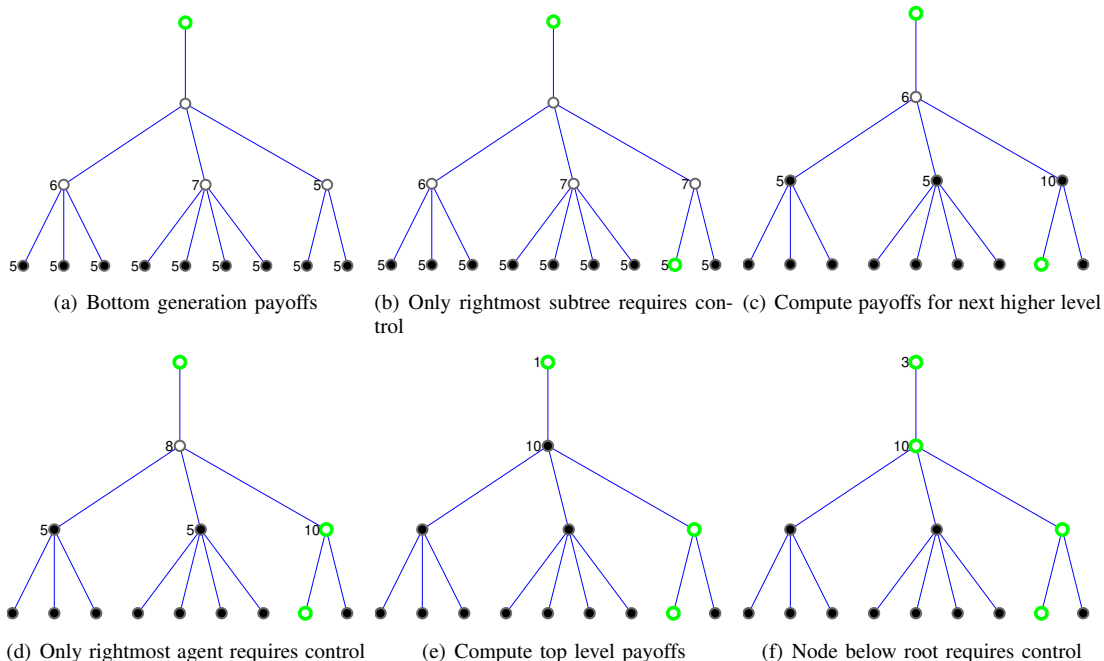 6 7 5
5 5 5 5 5 5 5 5 5
(a) Bottom generation payoffs
6 7 7
5 5 5 5 5 5 5 5 5
(b) Only rightmost subtree requires con-
trol
6
5 5 10
(c) Compute payoffs for next higher level
8
5 5 10
(d) Only rightmost agent requires control
1
10
(e) Compute top level payoffs
3
10
(f) Node below root requires control